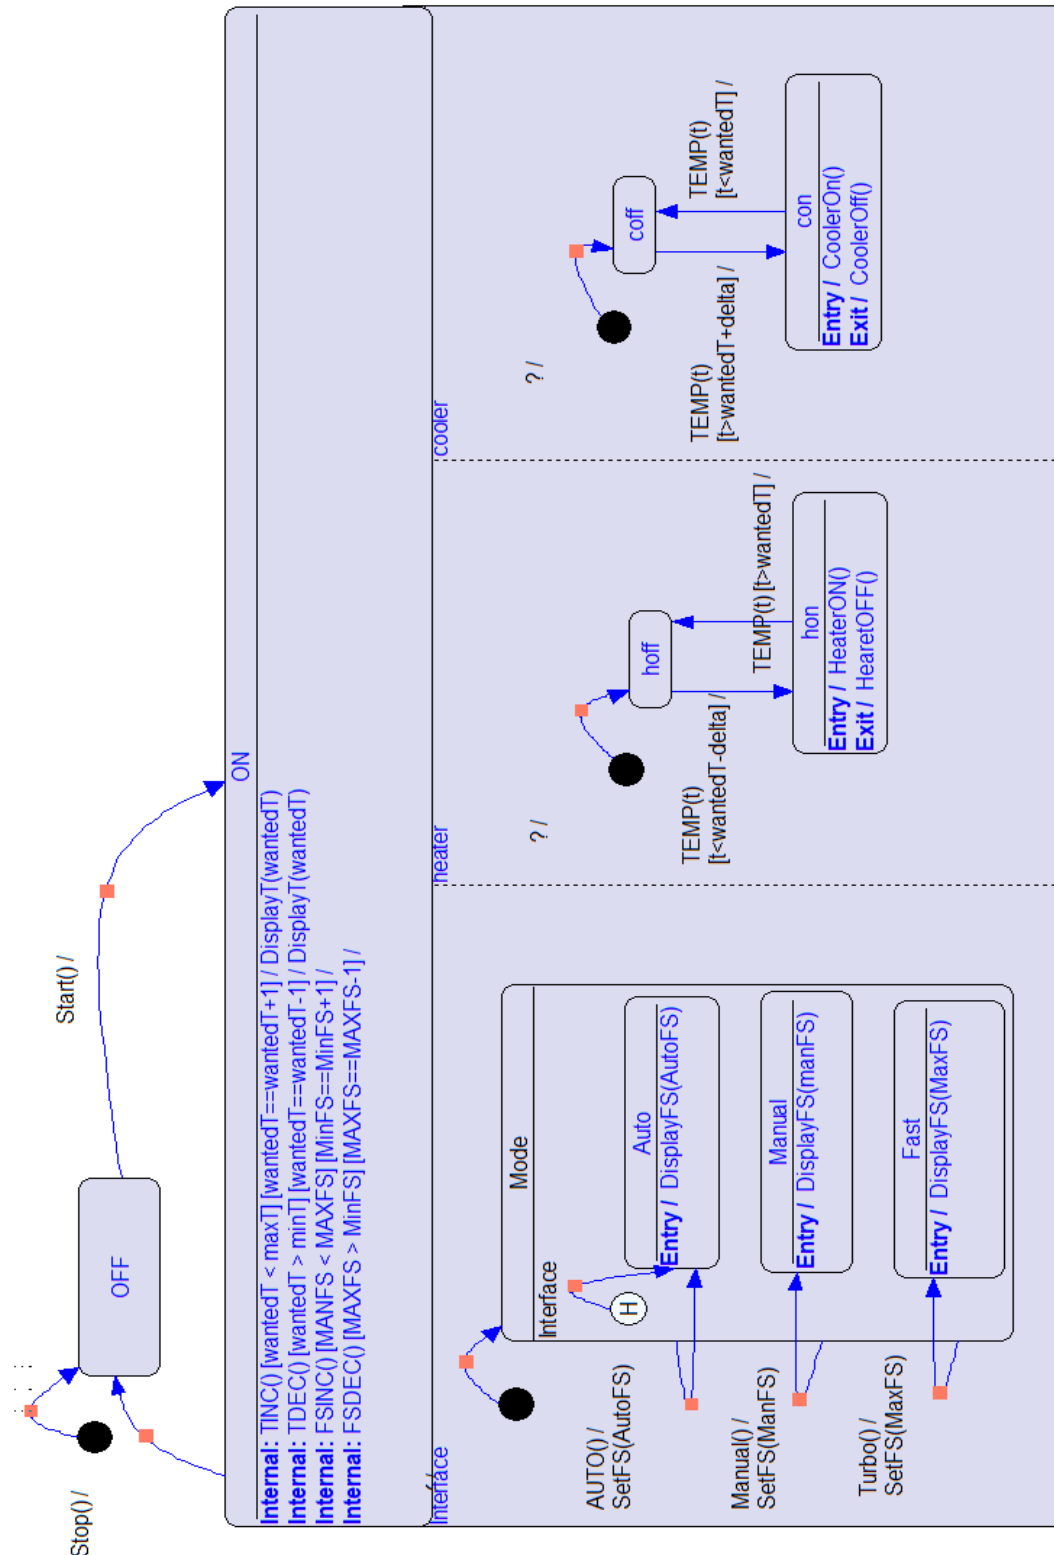 Stop() /
OFF
Start() /
ON
Internal: TINC() [wantedT < maxT] [wantedT==wantedT+1] / DisplayT(wantedT)
Internal: TDEC() [wantedT > minT] [wantedT==wantedT-1] / DisplayT(wantedT)
Internal: FSINC() [MANFS < MAXFS] [MinFS==MinFS+1] /
Internal: FSDEC() [MAXFS > MinFS] [MAXFS==MAXFS-1] /
Interface
Mode
Interface
H
Auto
Entry / DisplayFS(AutoFS)
Manual
Entry / DisplayFS(manFS)
Fast
Entry / DisplayFS(MaxFS)
AUTO() /
SetFS(AutoFS)
Manual() /
SetFS(ManFS)
Turbo() /
SetFS(MaxFS)
heater
? /
hoff
TEMP(t)
[t<wantedT-delta] /
TEMP(t) [t>wantedT] /
hon
Entry / HeaterON()
Exit / HearetOFF()
cooler
? /
coff
TEMP(t)
[t>wantedT+delta] /
TEMP(t)
[t<wantedT] /
con
Entry / CoolerOn()
Exit / CoolerOff()